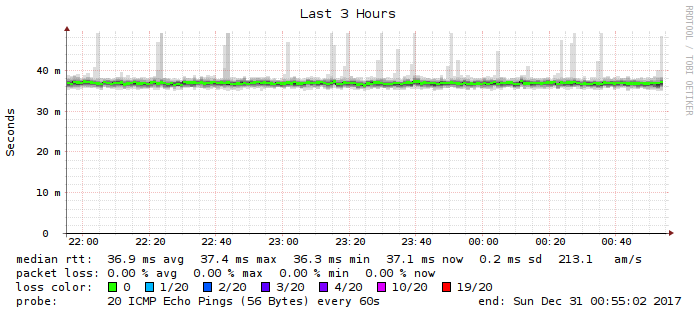 Last 3 Hours
RRDTOOL / TOBI OETIKER
Seconds
40 m
30 m
20 m
10 m
0
22:00 22:20 22:40 23:00 23:20 23:40 00:00 00:20 00:40
median rtt: 36.9 ms avg 37.4 ms max 36.3 ms min 37.1 ms now 0.2 ms sd 213.1 am/s
packet loss: 0.00 % avg 0.00 % max 0.00 % min 0.00 % now
loss color: 0 1/20 2/20 3/20 4/20 10/20 19/20
probe: 20 ICMP Echo Pings (56 Bytes) every 60s end: Sun Dec 31 00:55:02 2017